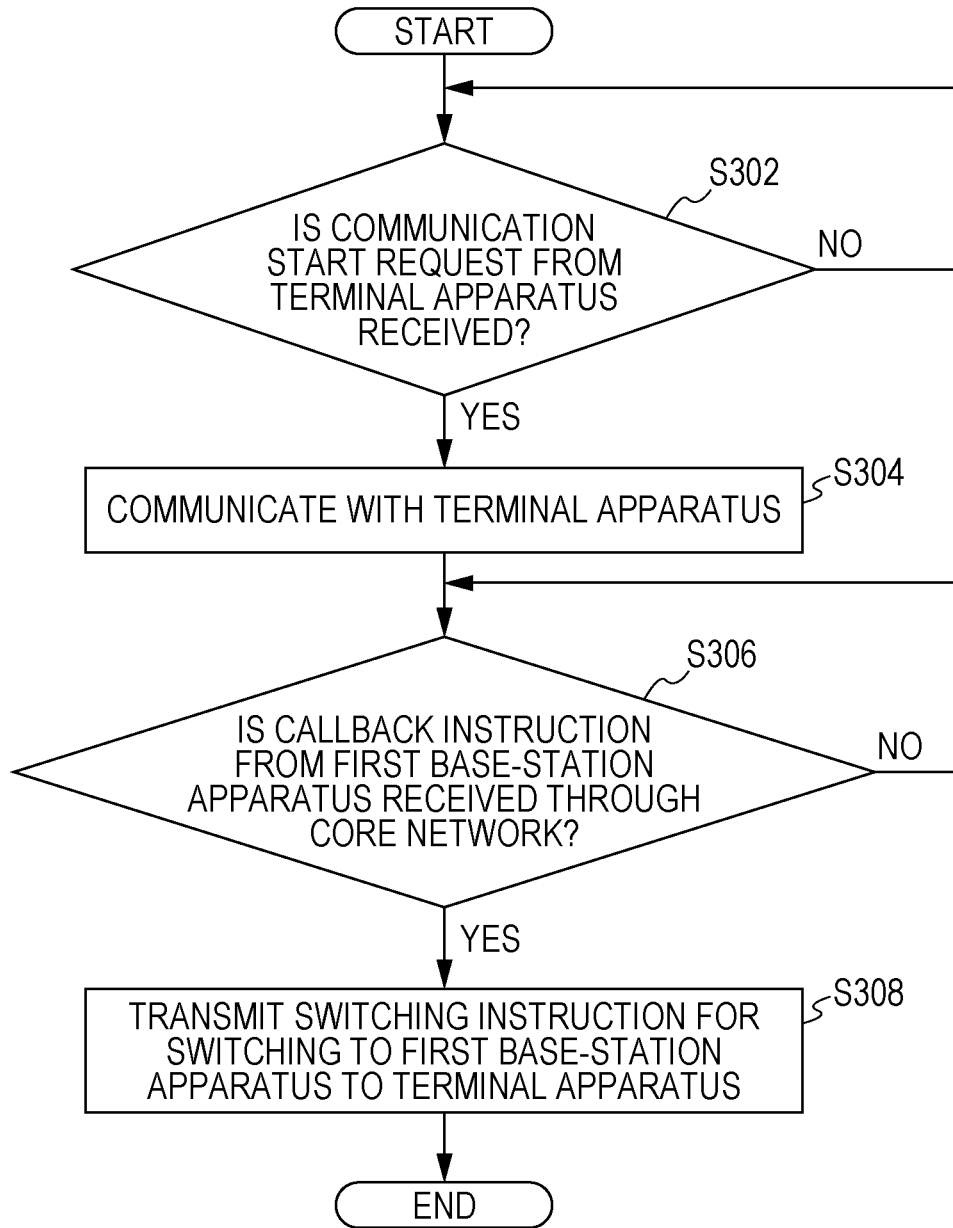 START
S302
IS COMMUNICATION
START REQUEST FROM
TERMINAL APPARATUS
RECEIVED?
NO
YES
S304
COMMUNICATE WITH TERMINAL APPARATUS
S306
IS CALLBACK INSTRUCTION
FROM FIRST BASE-STATION
APPARATUS RECEIVED THROUGH
CORE NETWORK?
NO
YES
S308
TRANSMIT SWITCHING INSTRUCTION FOR
SWITCHING TO FIRST BASE-STATION
APPARATUS TO TERMINAL APPARATUS
END